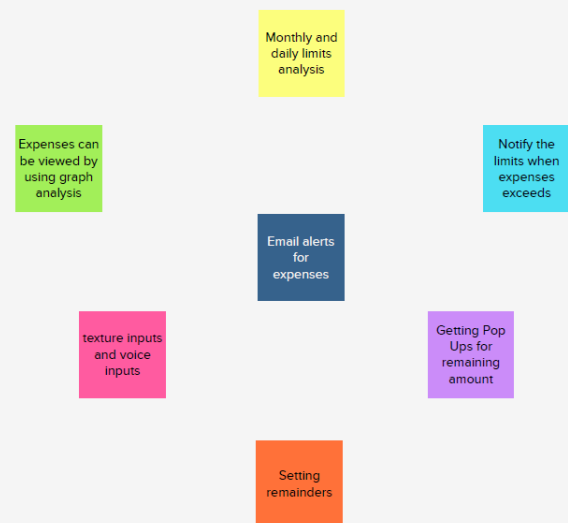 Monthly and
daily limits
analysis
Expenses can
be viewed by
using graph
analysis
Notify the
limits when
expenses
exceeds
Email alerts
for
expenses
texture inputs
and voice
inputs
Getting Pop
Ups for
remaining
amount
Setting
remainders